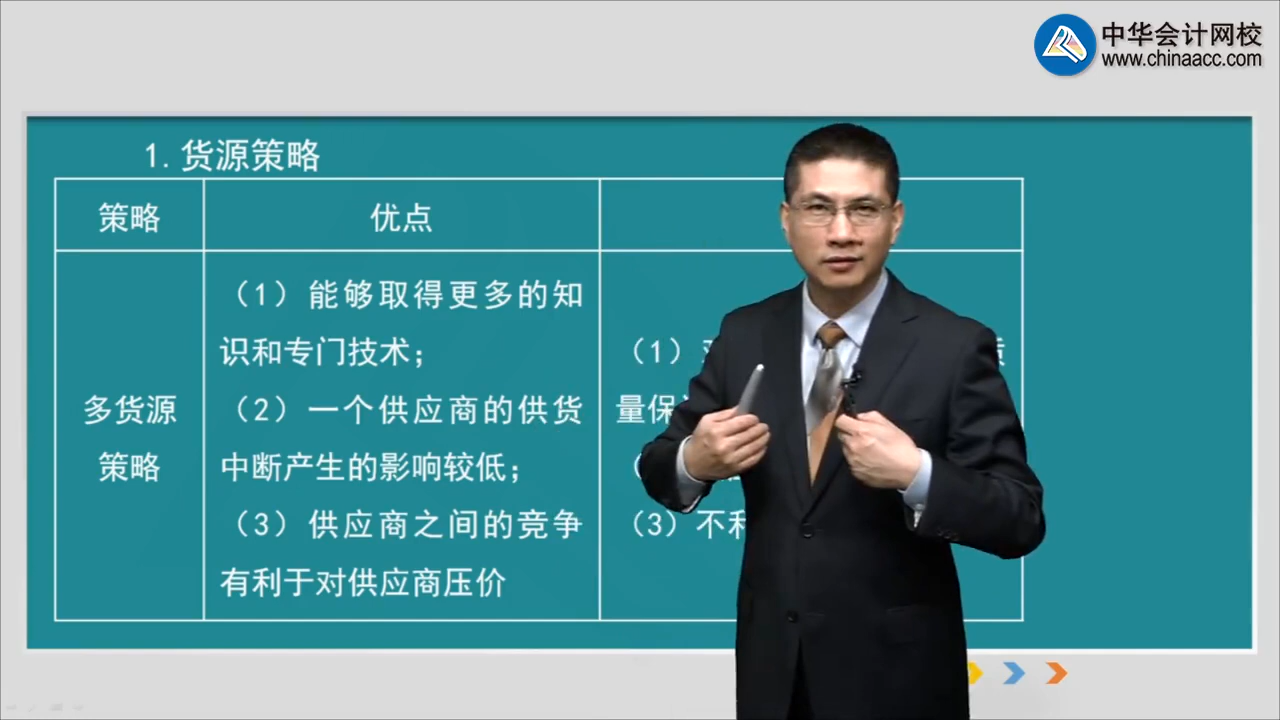 中华会计网校
www.chinaacc.com
1.货源策略
策略
优点
多货源
策略
（1）能够取得更多的知
识和专门技术；
（2）一个供应商的供货
中断产生的影响较低；
（3）供应商之间的竞争
有利于对供应商压价
（1）
量保
（3）不利